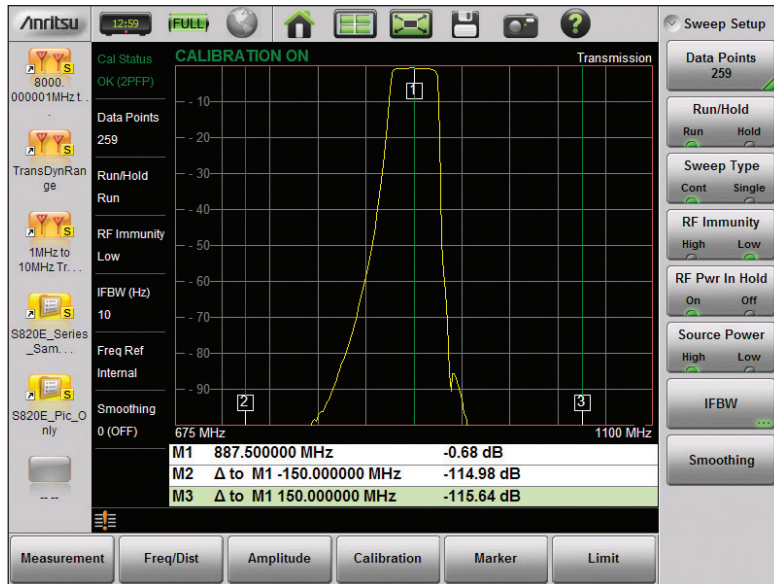 Anritsu
12:59
FULL
?
Sweep Setup
8000.
000001MHz t. .
.
TransDynRan
ge
1MHz to
10MHz Tr. . .
S820E_Series
_Sam. . .
S820E_Pic_O
nly
-- --
S
S
S
S
S
Cal Status
OK (2PFP)
Data Points
259
Run/Hold
Run
RF Immunity
Low
IFBW (Hz)
10
Freq Ref
Internal
Smoothing
0 (OFF)
CALIBRATION ON
Transmission
- 10
- 20
- 30
- 40
- 50
- 60
- 70
- 80
- 90
1
2
3
675 MHz
1100 MHz
M1 887.500000 MHz -0.68 dB
M2 Δ to M1 -150.000000 MHz -114.98 dB
M3 Δ to M1 150.000000 MHz -115.64 dB
Data Points
259
Run/Hold
Run Hold
Sweep Type
Cont Single
RF Immunity
High Low
RF Pwr In Hold
On Off
Source Power
High Low
IFBW
...
Smoothing
Measurement
Freq/Dist
Amplitude
Calibration
Marker
Limit